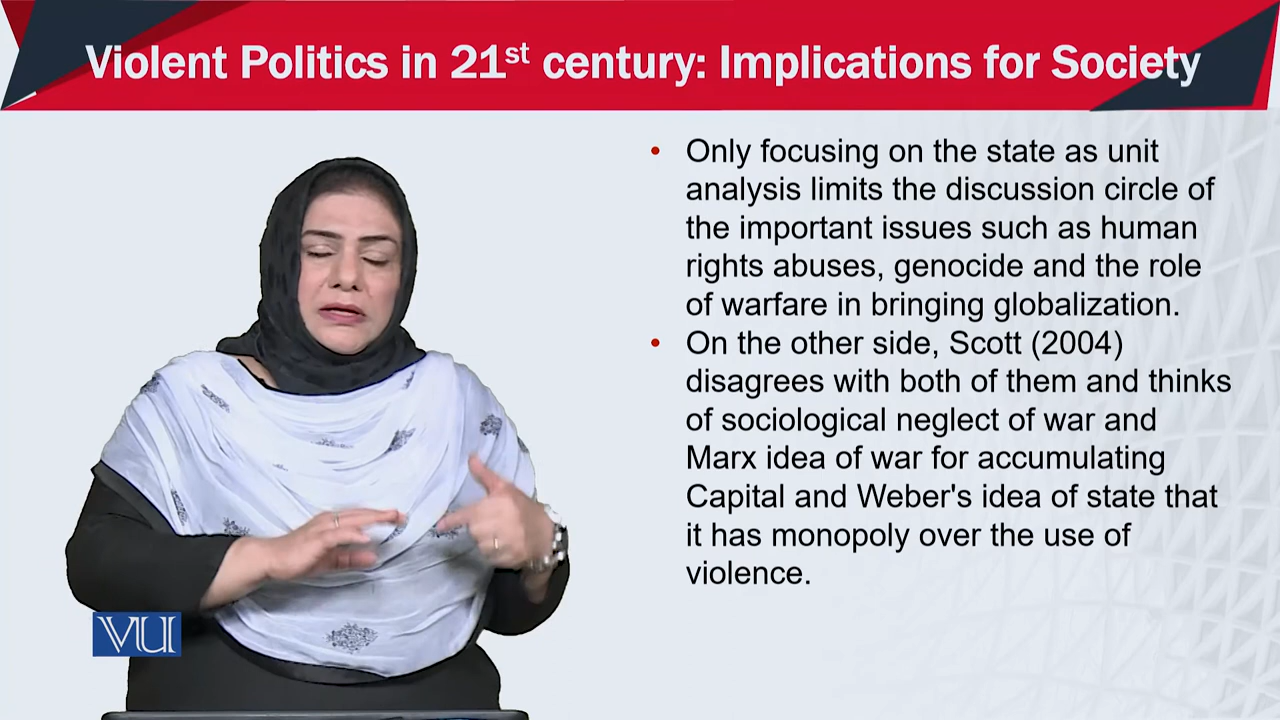 Violent Politics in 21st century: Implications for Society
• Only focusing on the state as unit
analysis limits the discussion circle of
the important issues such as human
rights abuses, genocide and the role
of warfare in bringing globalization.
• On the other side, Scott (2004)
disagrees with both of them and thinks
of sociological neglect of war and
Marx idea of war for accumulating
Capital and Weber's idea of state that
it has monopoly over the use of
violence.
VU